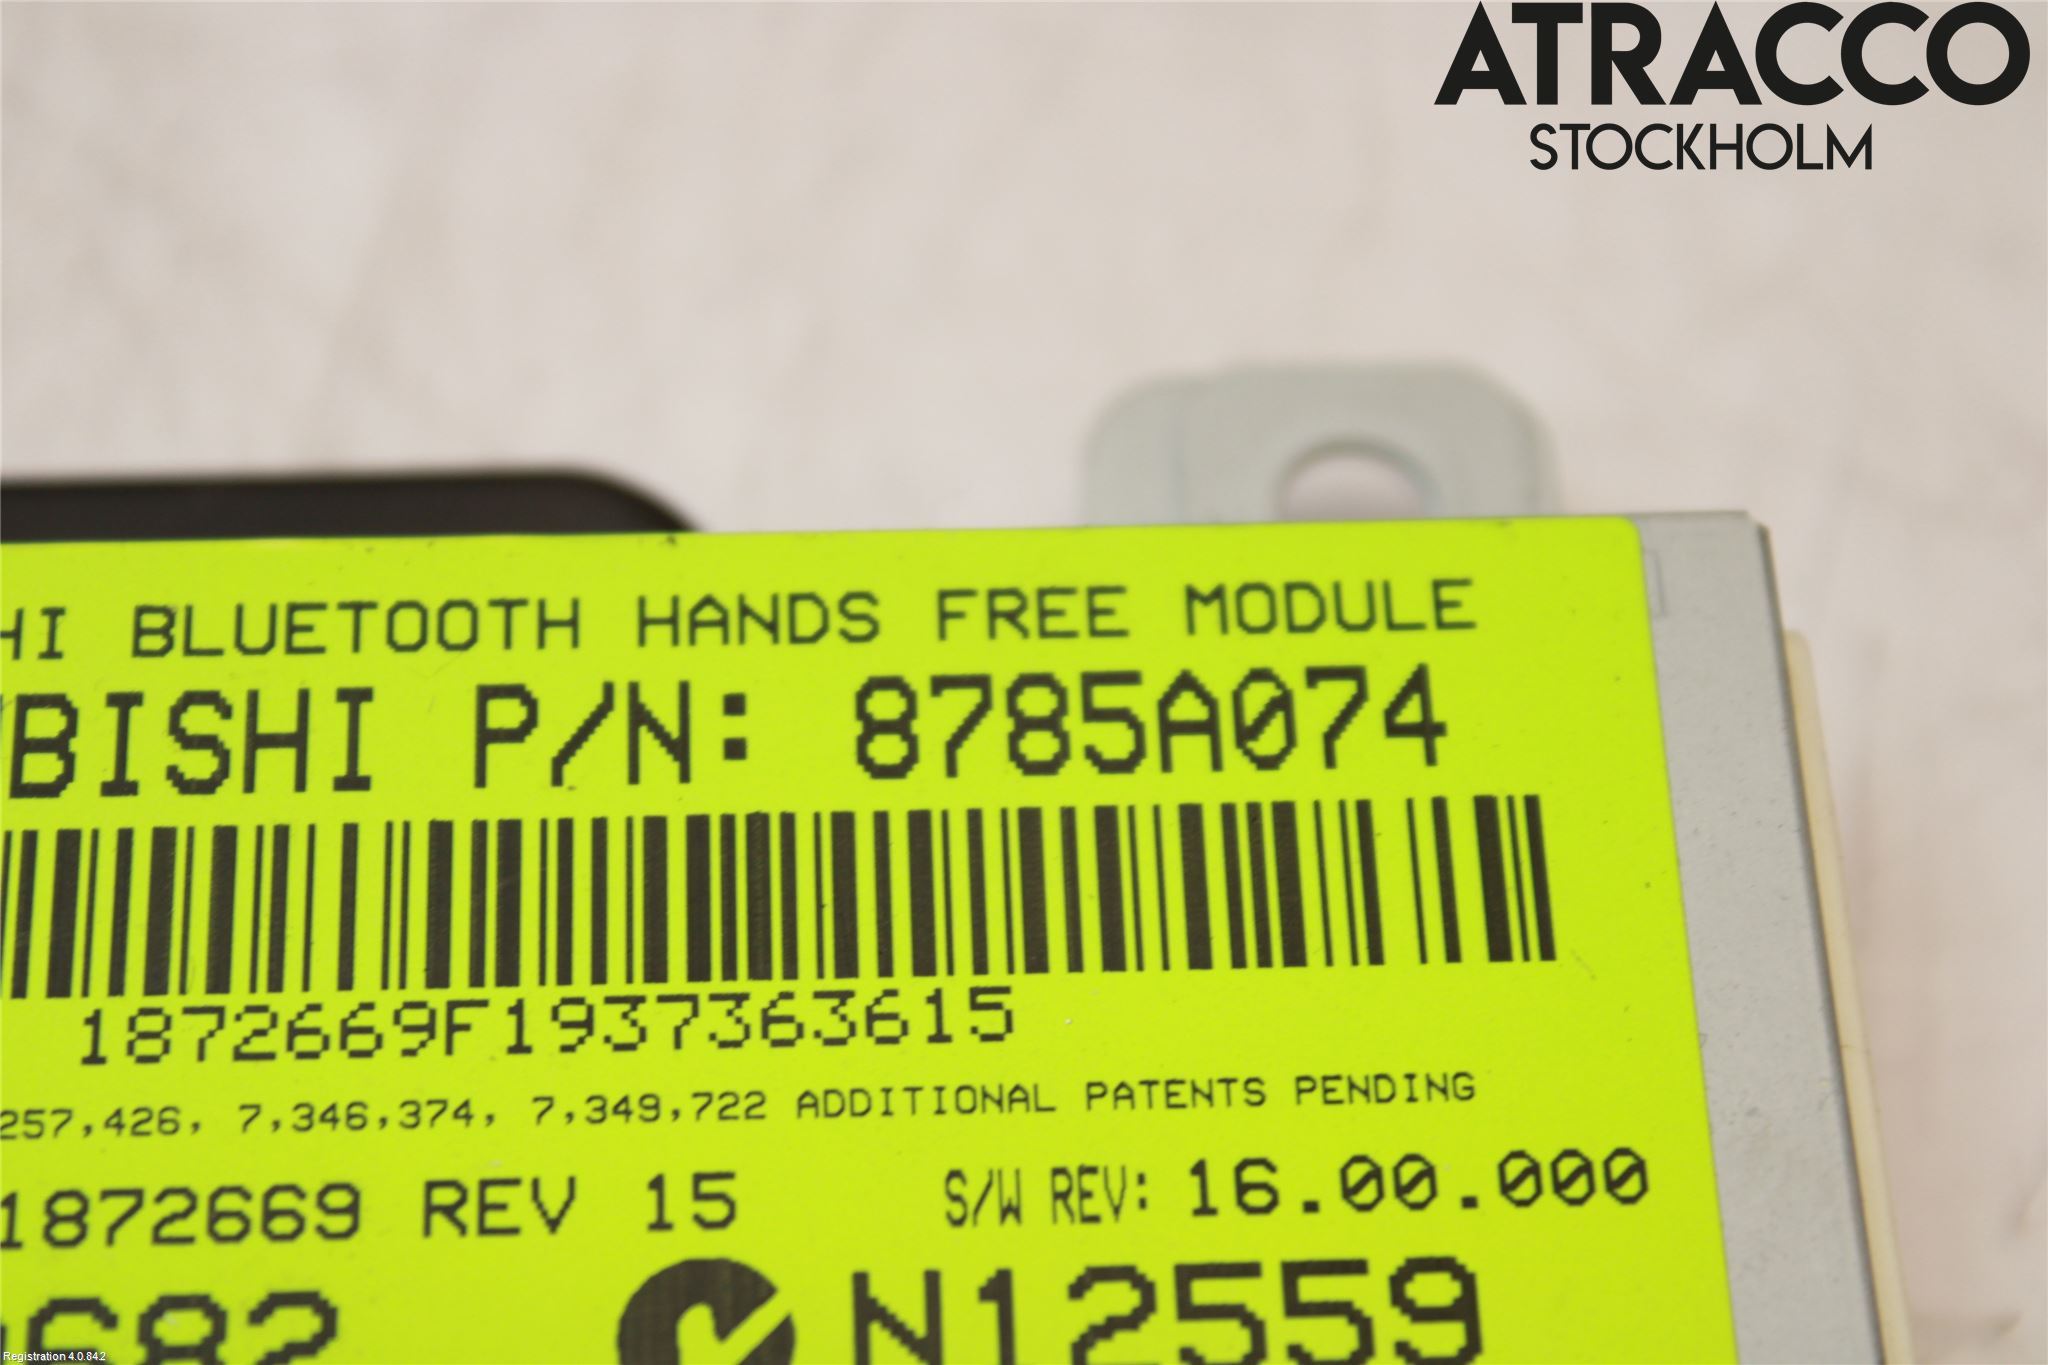 ATRACCO
STOCKHOLM
HI BLUETOOTH HANDS FREE MODULE
BISHI P/N: 8785A074
1872669F1937363615
257,426, 7,346,374, 7,349,722 ADDITIONAL PATENTS PENDING
1872669 REV 15 S/W REV: 16.00.000
682 N12559
Registration 4.0.84.2